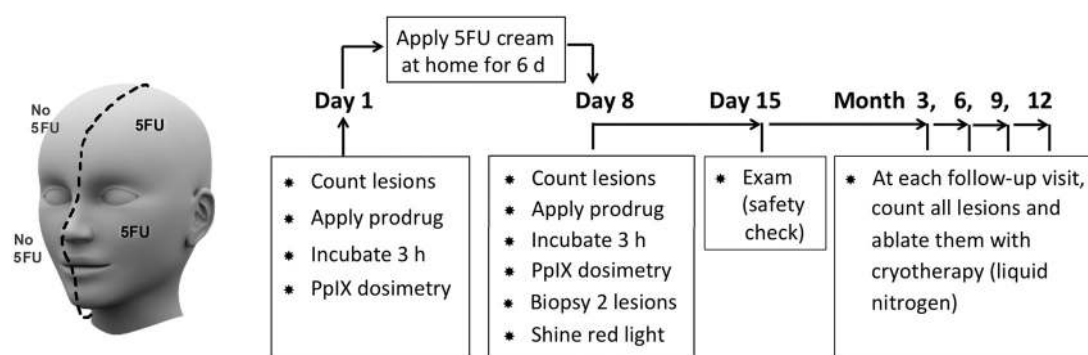 No
5FU
5FU
No
5FU
5FU
Apply 5FU cream
at home for 6 d
Day 1
Day 8
Day 15
Month 3, 6, 9, 12
✷ Count lesions
✷ Apply prodrug
✷ Incubate 3 h
✷ PpIX dosimetry
✷ Count lesions
✷ Apply prodrug
✷ Incubate 3 h
✷ PpIX dosimetry
✷ Biopsy 2 lesions
✷ Shine red light
✷ Exam
(safety
check)
✷ At each follow-up visit,
count all lesions and
ablate them with
cryotherapy (liquid
nitrogen)